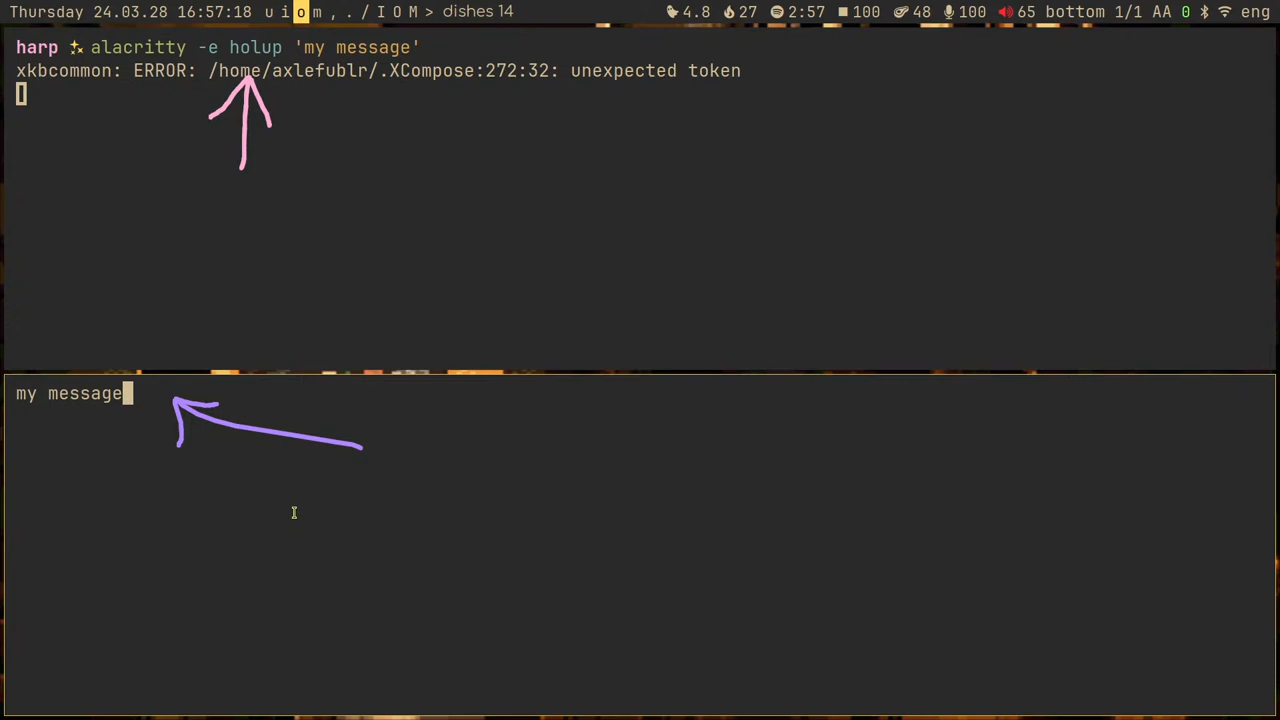 Thursday 24.03.28 16:57:18 u i o m , . / I O M > dishes 14 4.8 27 2:57 100 48 100 65 bottom 1/1 AA 0 eng
harp ✨ alacritty -e holup 'my message'
xkbcommon: ERROR: /home/axlefublr/.XCompose:272:32: unexpected token
my message